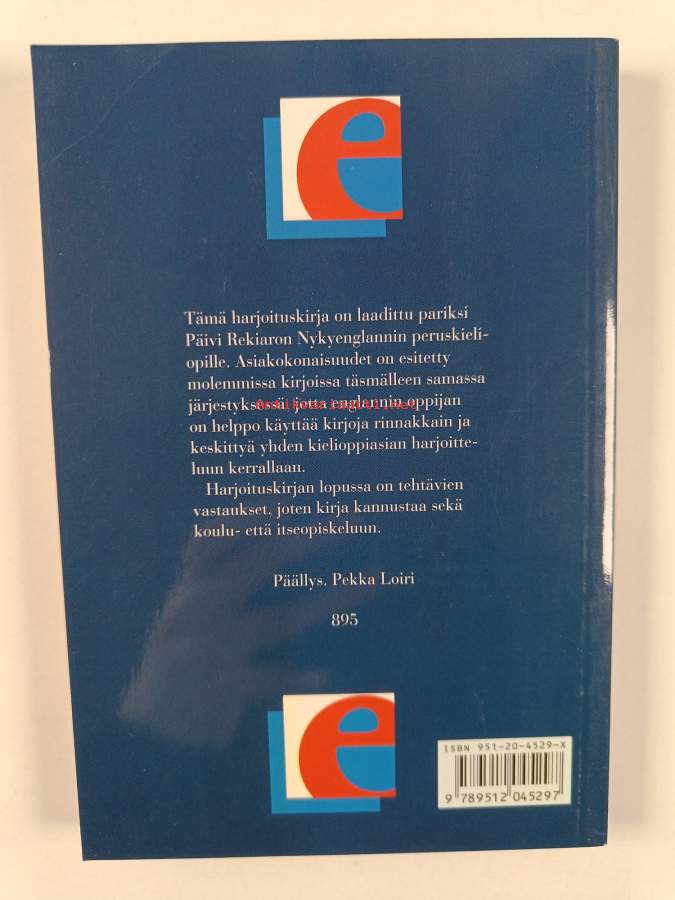 e
Tämä harjoituskirja on laadittu pariksi
Päivi Rekiaron Nykyenglannin peruskieli-
opille. Asiakokonaisuudet on esitetty
molemmissa kirjoissa täsmälleen samassa
järjestyksessä, jotta englannin oppijan
on helppo käyttää kirjoja rinnakkain ja
keskittyä yhden kielioppiasian harjoitte-
luun kerrallaan.
Harjoituskirjan lopussa on tehtävien
vastaukset, joten kirja kannustaa sekä
koulu- että itseopiskeluun.
Päällys. Pekka Loiri
895
e
ISBN 951-20-4529-X
9 789512 045297